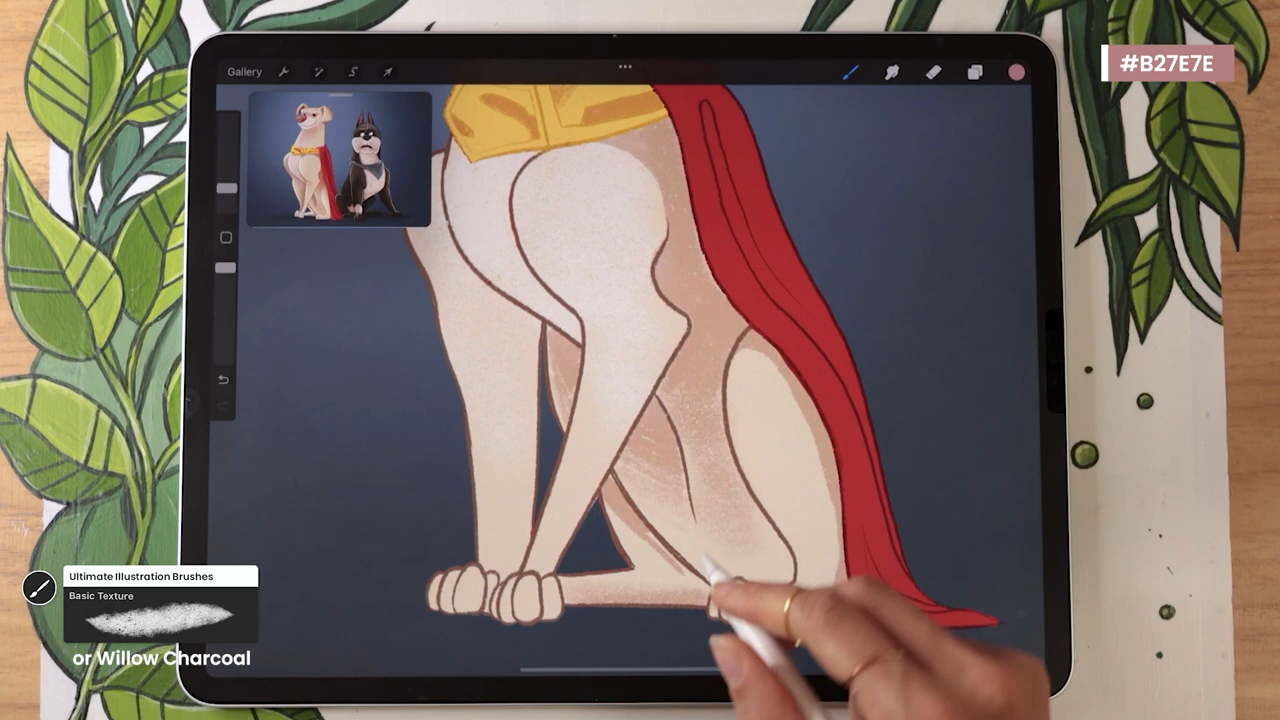 Gallery
#B27E7E
Ultimate Illustration Brushes
Basic Texture
or Willow Charcoal